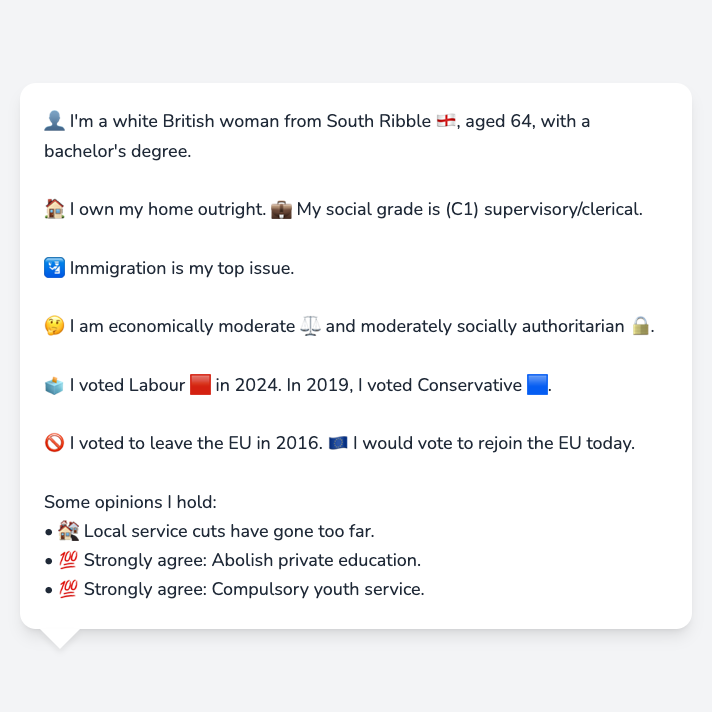 👤 I'm a white British woman from South Ribble 🏴󠁧󠁢󠁥󠁮󠁧󠁿, aged 64, with a
bachelor's degree.
🏠 I own my home outright. 💼 My social grade is (C1) supervisory/clerical.
🛂 Immigration is my top issue.
🤔 I am economically moderate ⚖️ and moderately socially authoritarian 🔒.
🗳️ I voted Labour 🟥 in 2024. In 2019, I voted Conservative 🟦.
🚫 I voted to leave the EU in 2016. 🇪🇺 I would vote to rejoin the EU today.
Some opinions I hold:
• 🏚️ Local service cuts have gone too far.
• 💯 Strongly agree: Abolish private education.
• 💯 Strongly agree: Compulsory youth service.